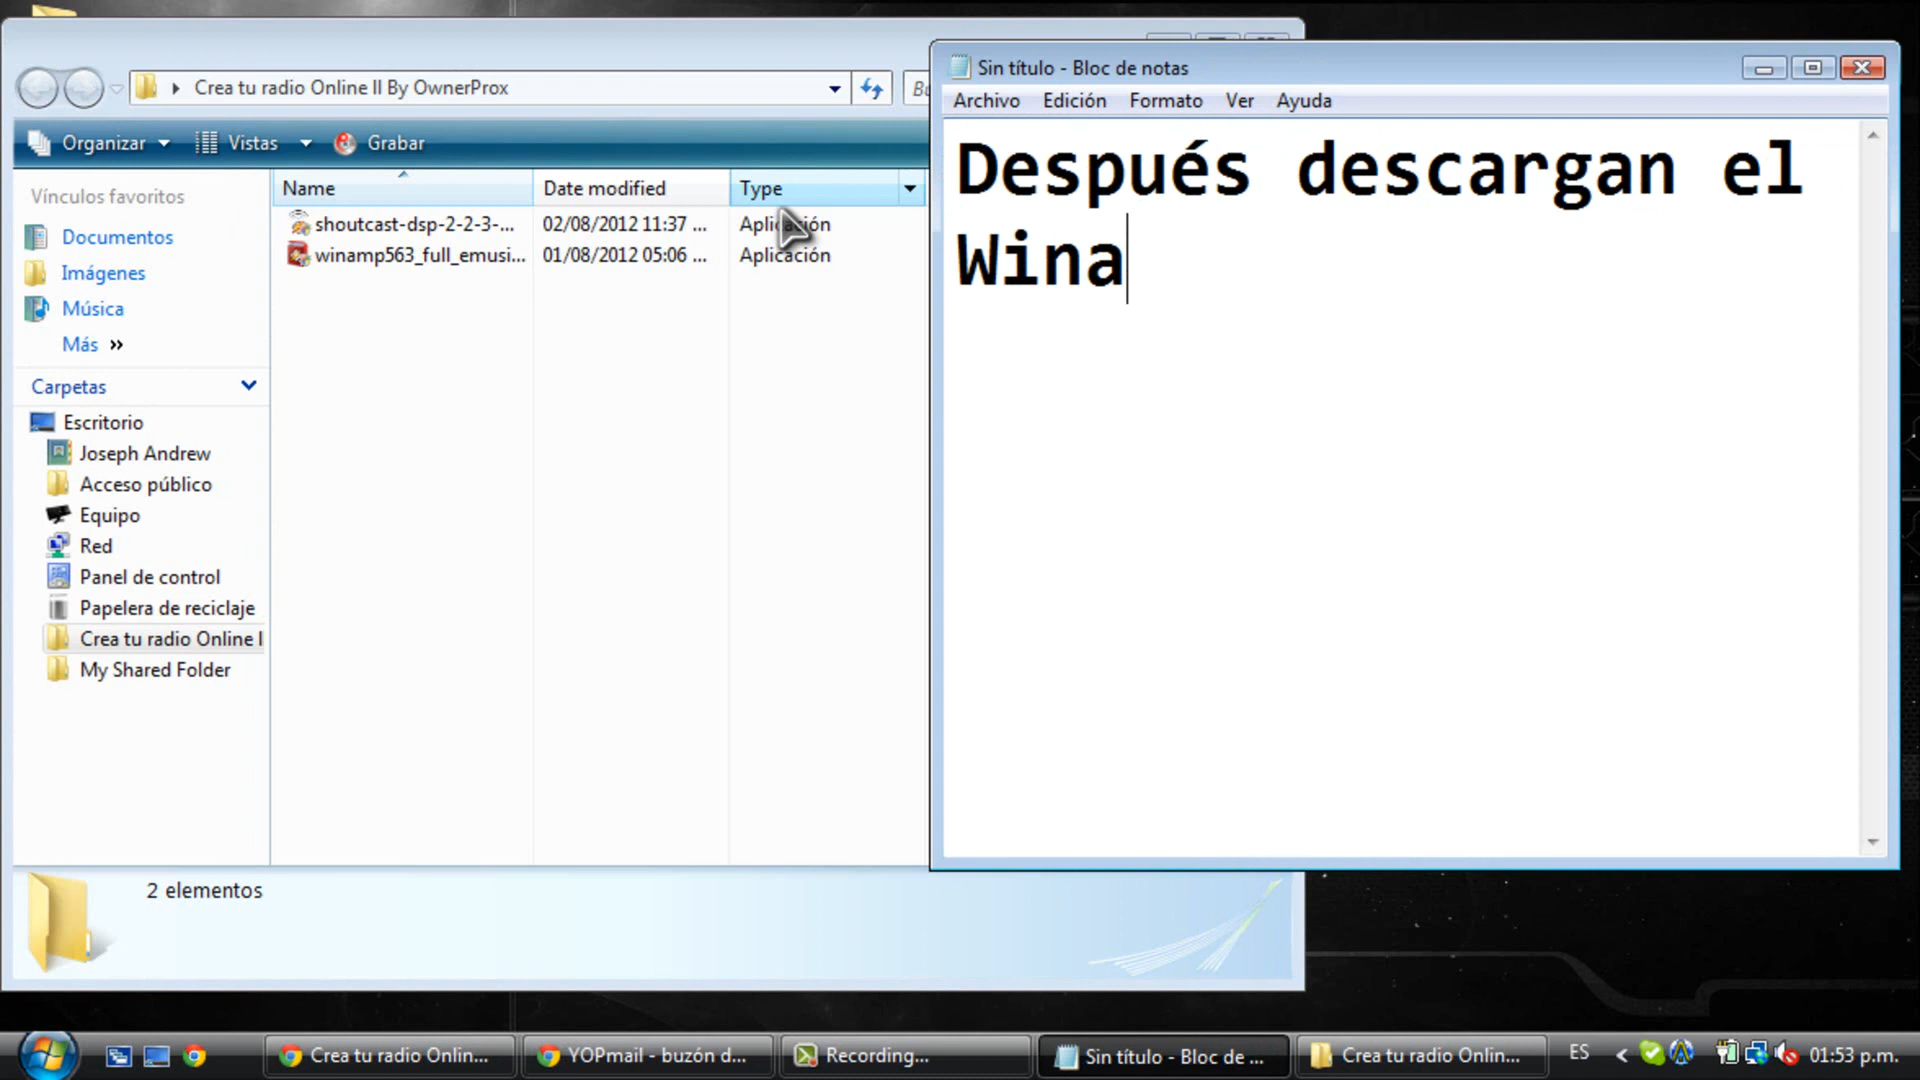 Crea tu radio Online II By OwnerProx
Organizar
Vistas
Grabar
Vínculos favoritos
Documentos
Imágenes
Música
Más »
Carpetas
Escritorio
Joseph Andrew
Acceso público
Equipo
Red
Panel de control
Papelera de reciclaje
Crea tu radio Online I
My Shared Folder
Name Date modified Type
shoutcast-dsp-2-2-3-... 02/08/2012 11:37 ... Aplicación
winamp563_full_emusi... 01/08/2012 05:06 ... Aplicación
2 elementos
Sin título - Bloc de notas
Archivo Edición Formato Ver Ayuda
Después descargan el
Wina
Crea tu radio Onlin...
YOPmail - buzón d...
Recording...
Sin título - Bloc de ...
Crea tu radio Onlin...
ES
01:53 p.m.